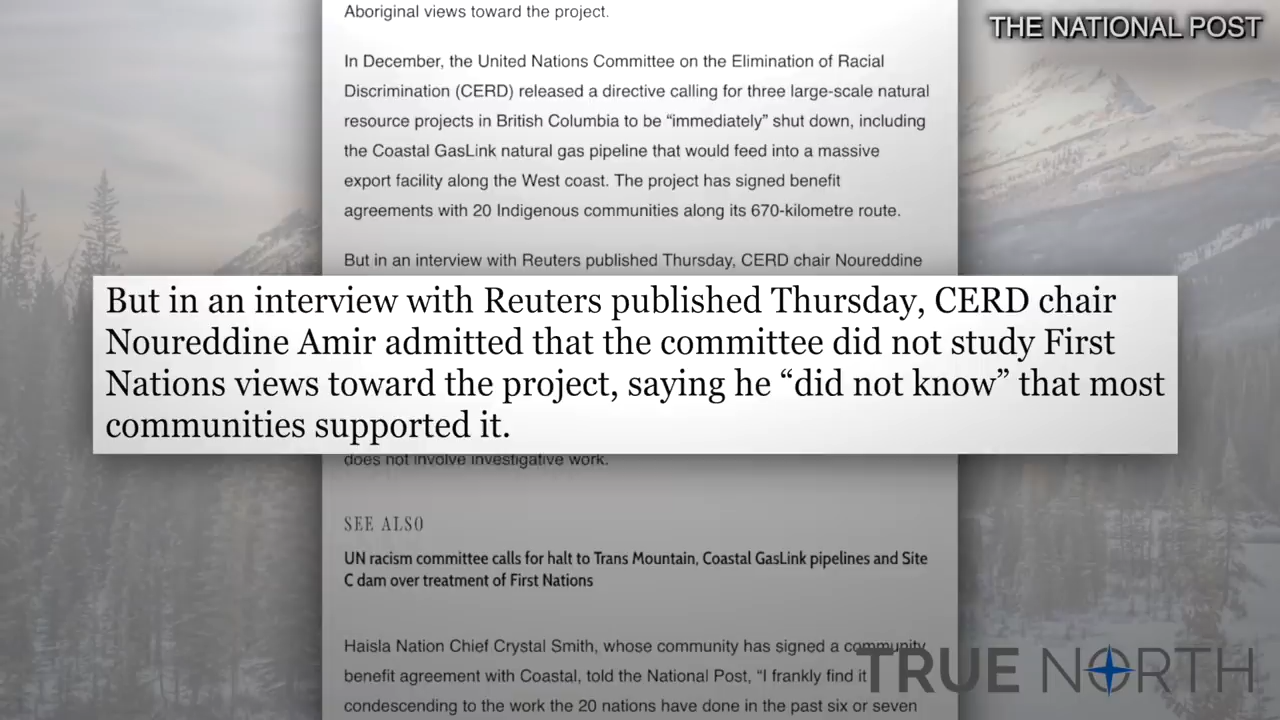 Aboriginal views toward the project.
THE NATIONAL POST
In December, the United Nations Committee on the Elimination of Racial
Discrimination (CERD) released a directive calling for three large-scale natural
resource projects in British Columbia to be “immediately” shut down, including
the Coastal GasLink natural gas pipeline that would feed into a massive
export facility along the West coast. The project has signed benefit
agreements with 20 Indigenous communities along its 670-kilometre route.
But in an interview with Reuters published Thursday, CERD chair Noureddine
But in an interview with Reuters published Thursday, CERD chair
Noureddine Amir admitted that the committee did not study First
Nations views toward the project, saying he “did not know” that most
communities supported it.
does not involve investigative work.
SEE ALSO
UN racism committee calls for halt to Trans Mountain, Coastal GasLink pipelines and Site
C dam over treatment of First Nations
Haisla Nation Chief Crystal Smith, whose community has signed a community
benefit agreement with Coastal, told the National Post, “I frankly find it
condescending to the work the 20 nations have done in the past six or seven
TRUE NORTH